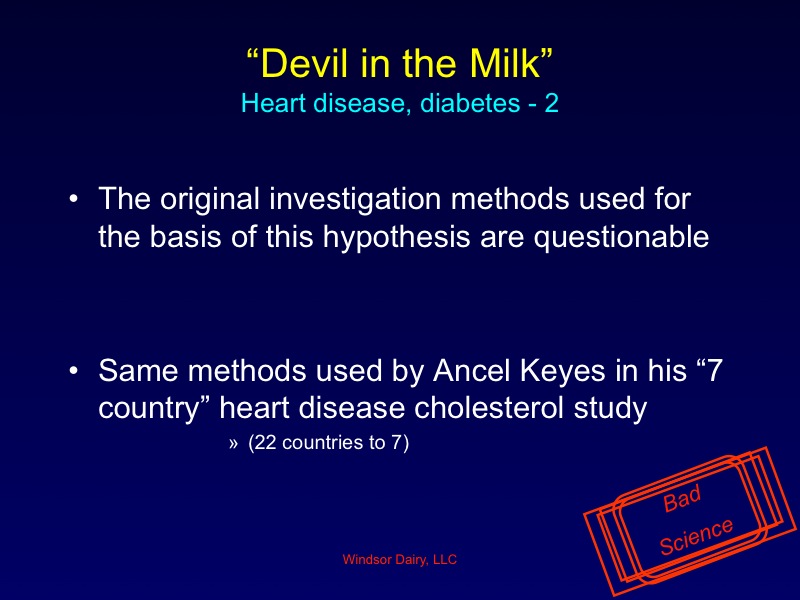 “Devil in the Milk”
Heart disease, diabetes - 2
• The original investigation methods used for
the basis of this hypothesis are questionable
• Same methods used by Ancel Keyes in his “7
country” heart disease cholesterol study
» (22 countries to 7)
Bad
Science
Windsor Dairy, LLC